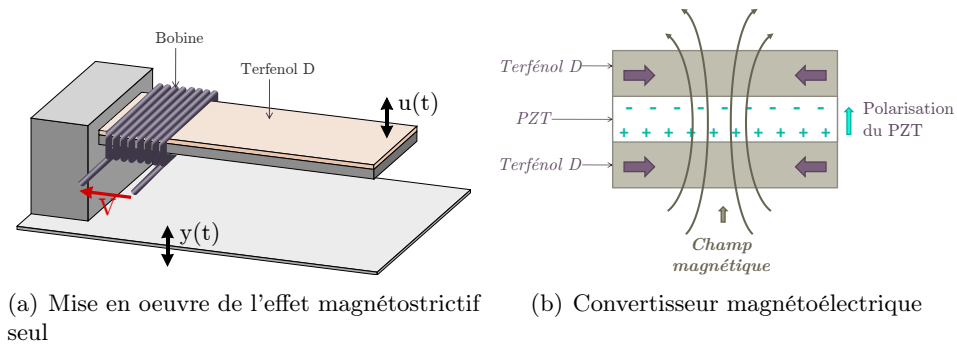 Bobine
Terfenol D
u(t)
V
y(t)
(a) Mise en oeuvre de l'effet magnétostrictif
seul
Terfénol D
PZT
Terfénol D
- - - - - - - - -
+ + + + + + + + + +
Polarisation
du PZT
Champ
magnétique
(b) Convertisseur magnétoélectrique